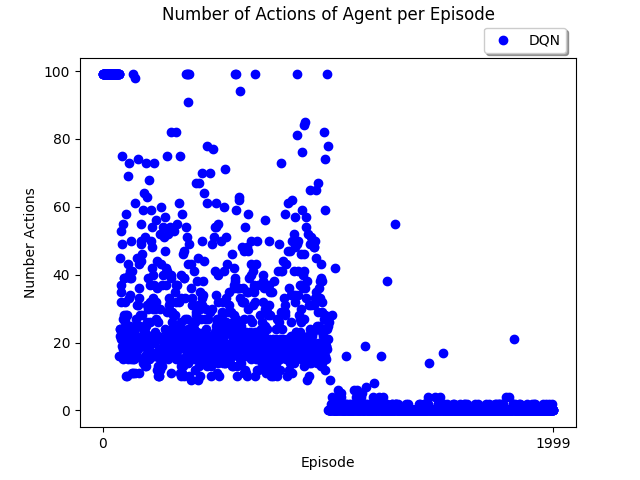 Number of Actions of Agent per Episode
DQN
100
80
60
40
20
0
Number Actions
0
1999
Episode